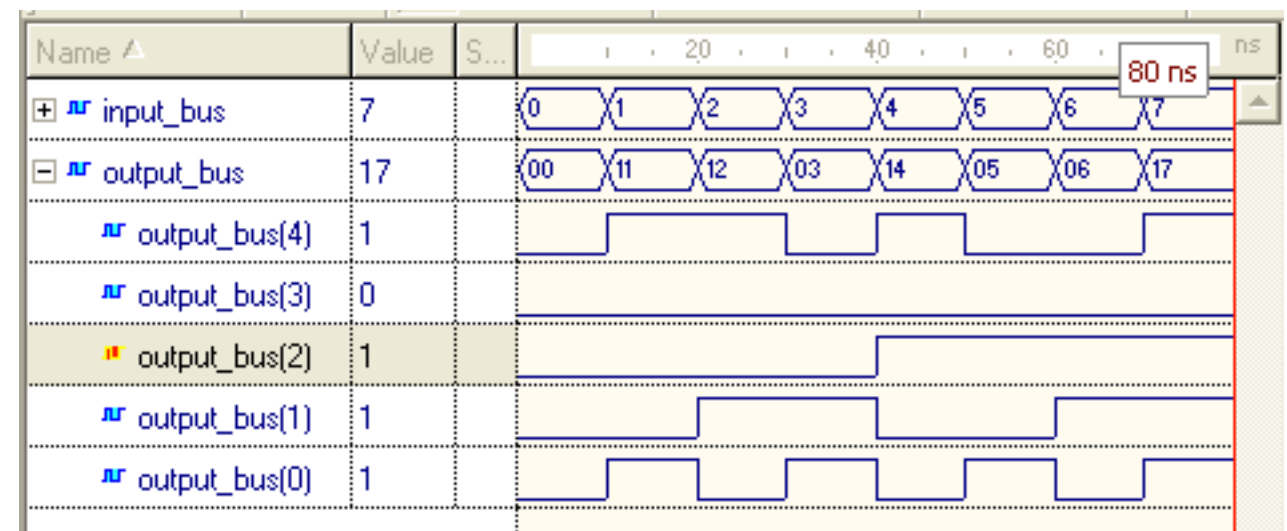 Name Value S... 20 40 60 ns
80 ns
input_bus 7 0 1 2 3 4 5 6 7
output_bus 17 00 11 12 03 14 05 06 17
output_bus(4) 1
output_bus(3) 0
output_bus(2) 1
output_bus(1) 1
output_bus(0) 1